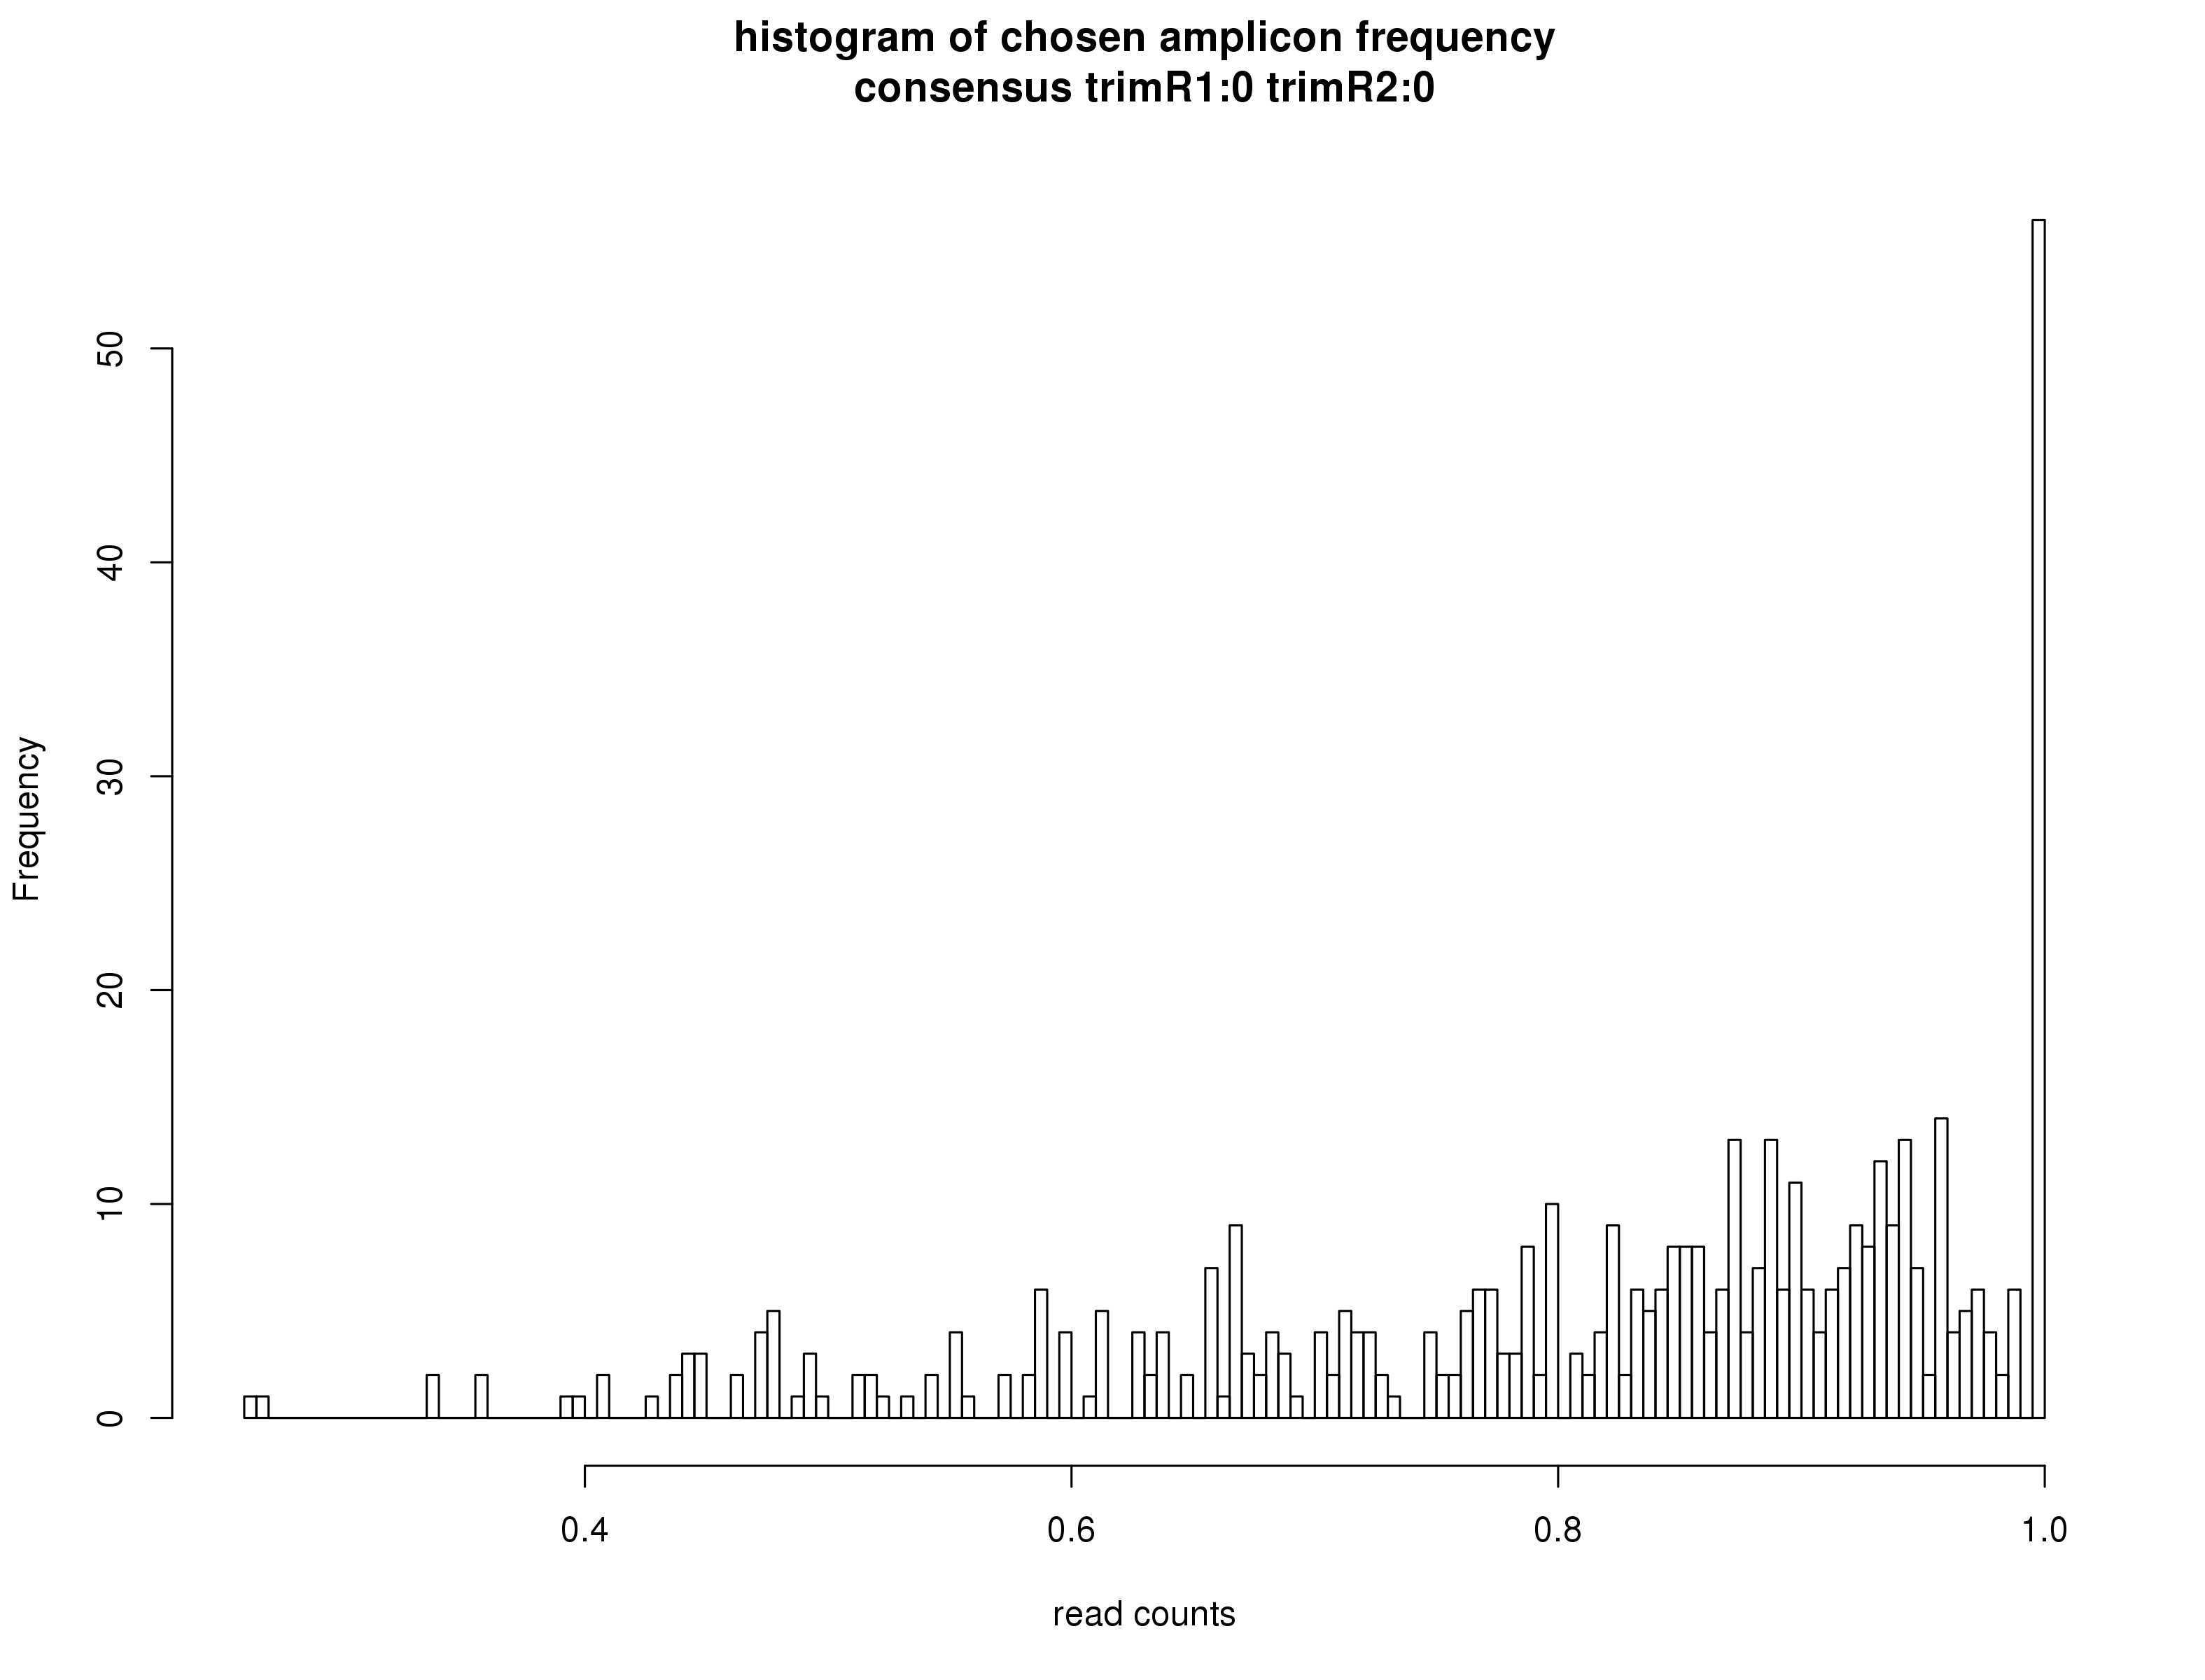 histogram of chosen amplicon frequency
consensus trimR1:0 trimR2:0
Frequency
50
40
30
20
10
0
0.4 0.6 0.8 1.0
read counts